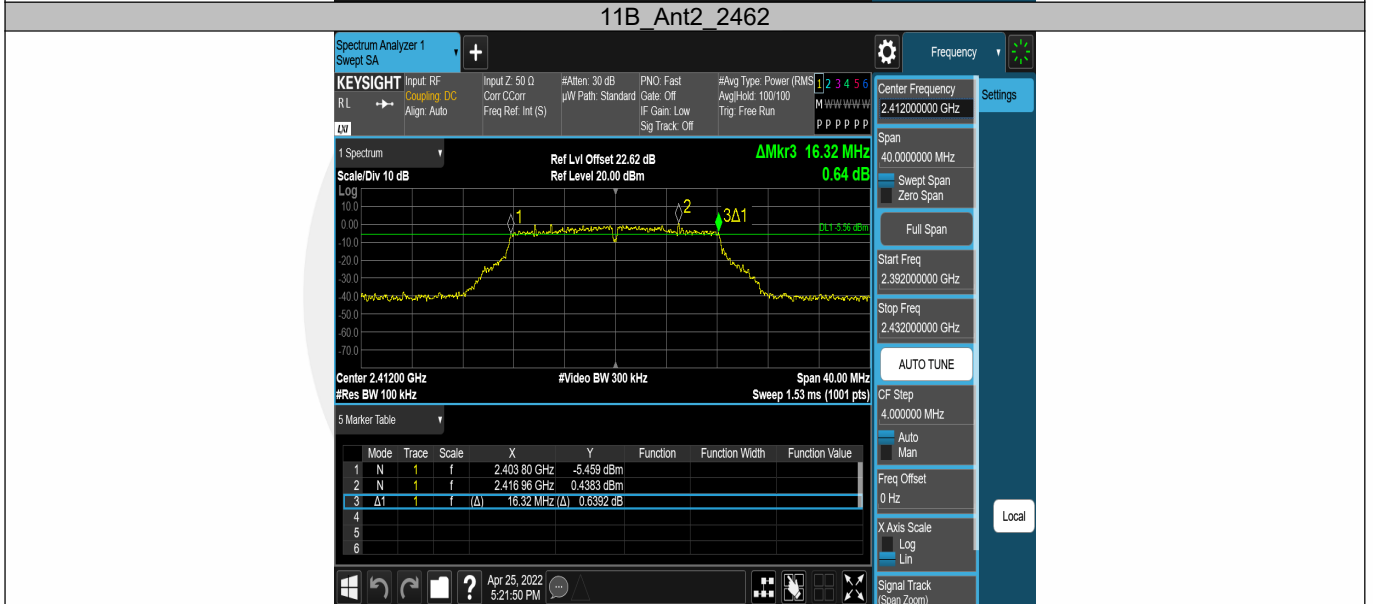 11B_Ant2_2462
Spectrum Analyzer 1
Swept SA
+
Frequency
KEYSIGHT
RL
LXI
Input: RF
Coupling: DC
Align: Auto
Input Z: 50 Ω
Corr CCorr
Freq Ref: Int (S)
#Atten: 30 dB
µW Path: Standard
PNO: Fast
Gate: Off
IF Gain: Low
Sig Track: Off
#Avg Type: Power (RMS
Avg|Hold: 100/100
Trig: Free Run
1 2 3 4 5 6
M W W W W W
P P P P P P
Center Frequency
2.412000000 GHz
Settings
Span
40.0000000 MHz
Swept Span
Zero Span
Full Span
Start Freq
2.392000000 GHz
Stop Freq
2.432000000 GHz
AUTO TUNE
CF Step
4.000000 MHz
Auto
Man
Freq Offset
0 Hz
X Axis Scale
Log
Lin
Signal Track
(Span Zoom)
Local
1 Spectrum
Scale/Div 10 dB
Ref Lvl Offset 22.62 dB
Ref Level 20.00 dBm
ΔMkr3 16.32 MHz
0.64 dB
Log
10.0
0.00
-10.0
-20.0
-30.0
-40.0
-50.0
-60.0
-70.0
1
2
3Δ1
DL1 -5.56 dBm
Center 2.41200 GHz
#Res BW 100 kHz
#Video BW 300 kHz
Span 40.00 MHz
Sweep 1.53 ms (1001 pts)
5 Marker Table
Mode Trace Scale X Y Function Function Width Function Value
1 N 1 f 2.403 80 GHz -5.459 dBm
2 N 1 f 2.416 96 GHz 0.4383 dBm
3 Δ1 1 f (Δ) 16.32 MHz (Δ) 0.6392 dB
4
5
6
?
Apr 25, 2022
5:21:50 PM